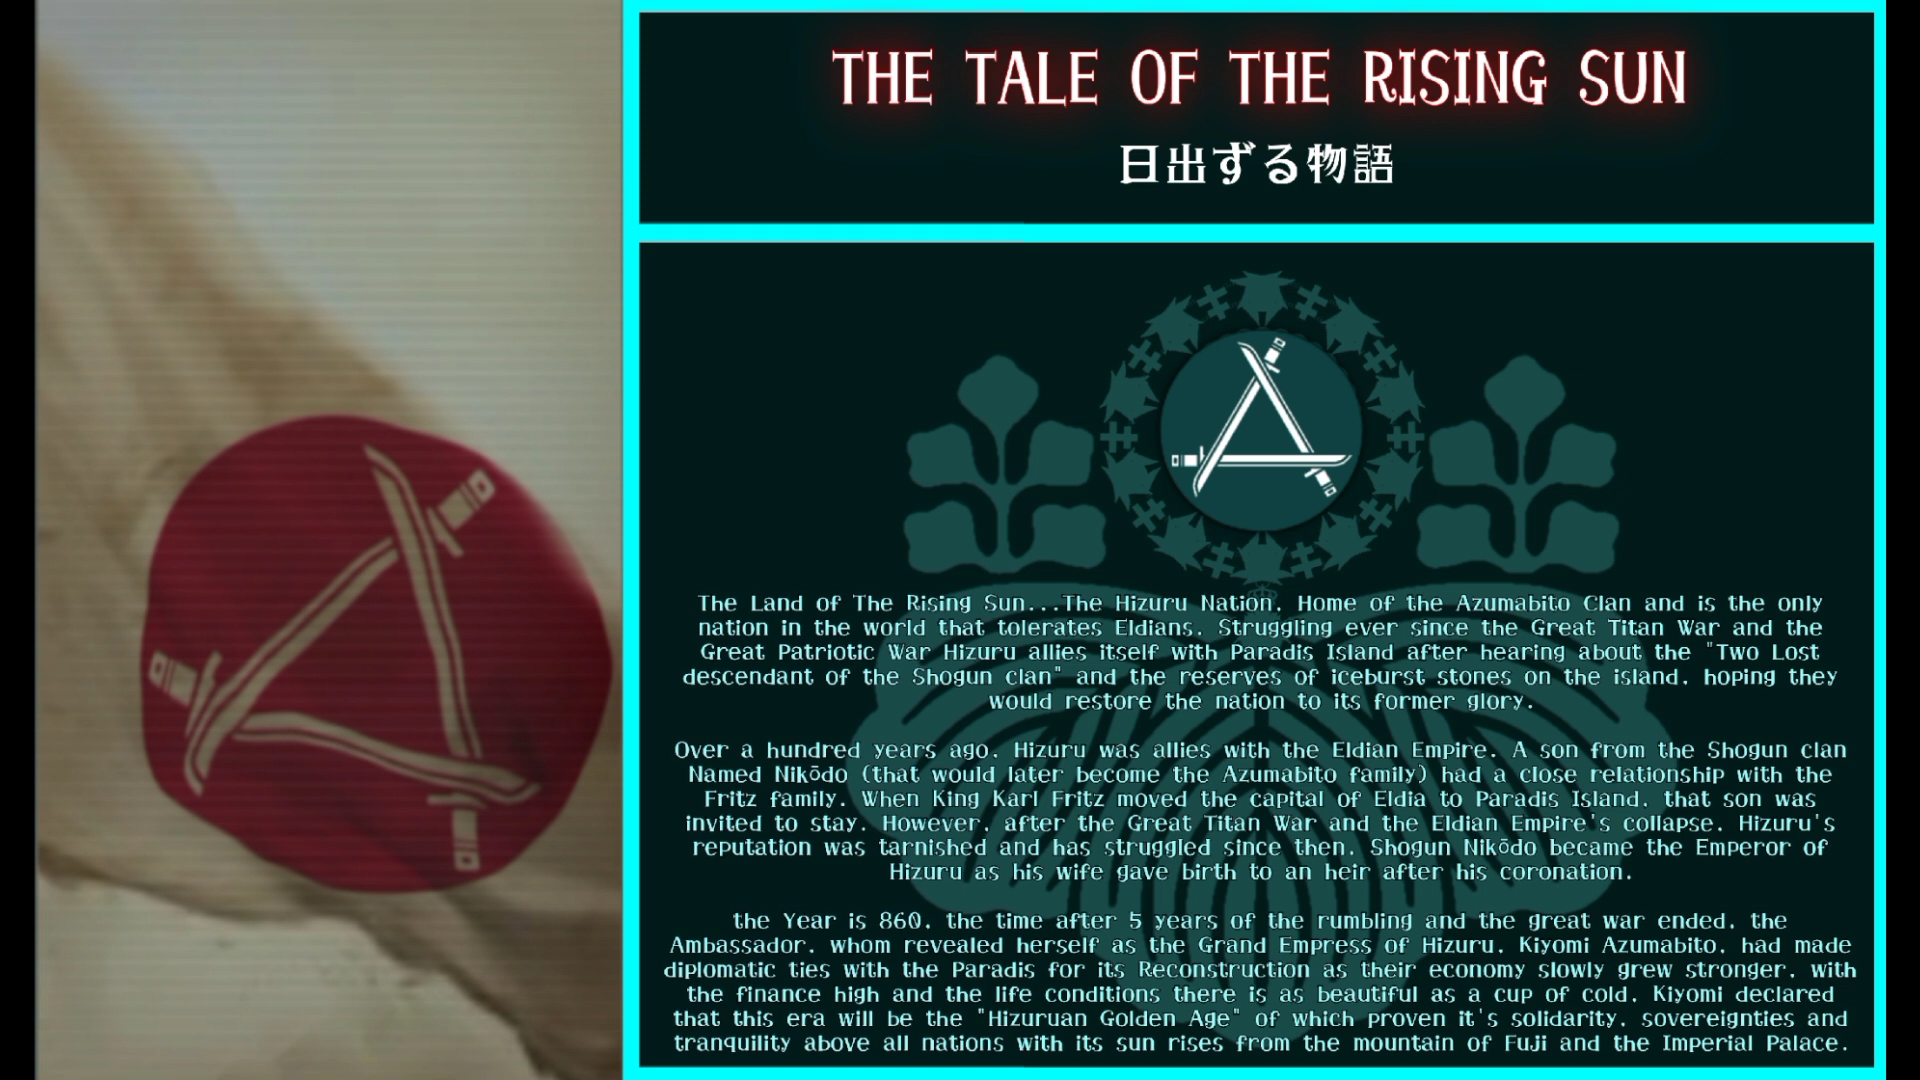 THE TALE OF THE RISING SUN
日出ずる物語
The Land of The Rising Sun...The Hizuru Nation. Home of the Azumabito Clan and is the only
nation in the world that tolerates Eldians. Struggling ever since the Great Titan War and the
Great Patriotic War Hizuru allies itself with Paradis Island after hearing about the "Two Lost
descendant of the Shogun clan" and the reserves of iceburst stones on the island, hoping they
would restore the nation to its former glory.
Over a hundred years ago, Hizuru was allies with the Eldian Empire. A son from the Shogun clan
Named Nikōdo (that would later become the Azumabito family) had a close relationship with the
Fritz family. When King Karl Fritz moved the capital of Eldia to Paradis Island, that son was
invited to stay. However, after the Great Titan War and the Eldian Empire's collapse, Hizuru's
reputation was tarnished and has struggled since then. Shogun Nikōdo became the Emperor of
Hizuru as his wife gave birth to an heir after his coronation.
the Year is 860, the time after 5 years of the rumbling and the great war ended, the
Ambassador, whom revealed herself as the Grand Empress of Hizuru, Kiyomi Azumabito, had made
diplomatic ties with the Paradis for its Reconstruction as their economy slowly grew stronger, with
the finance high and the life conditions there is as beautiful as a cup of cold, Kiyomi declared
that this era will be the "Hizuruan Golden Age" of which proven it's solidarity, sovereignties and
tranquility above all nations with its sun rises from the mountain of Fuji and the Imperial Palace.